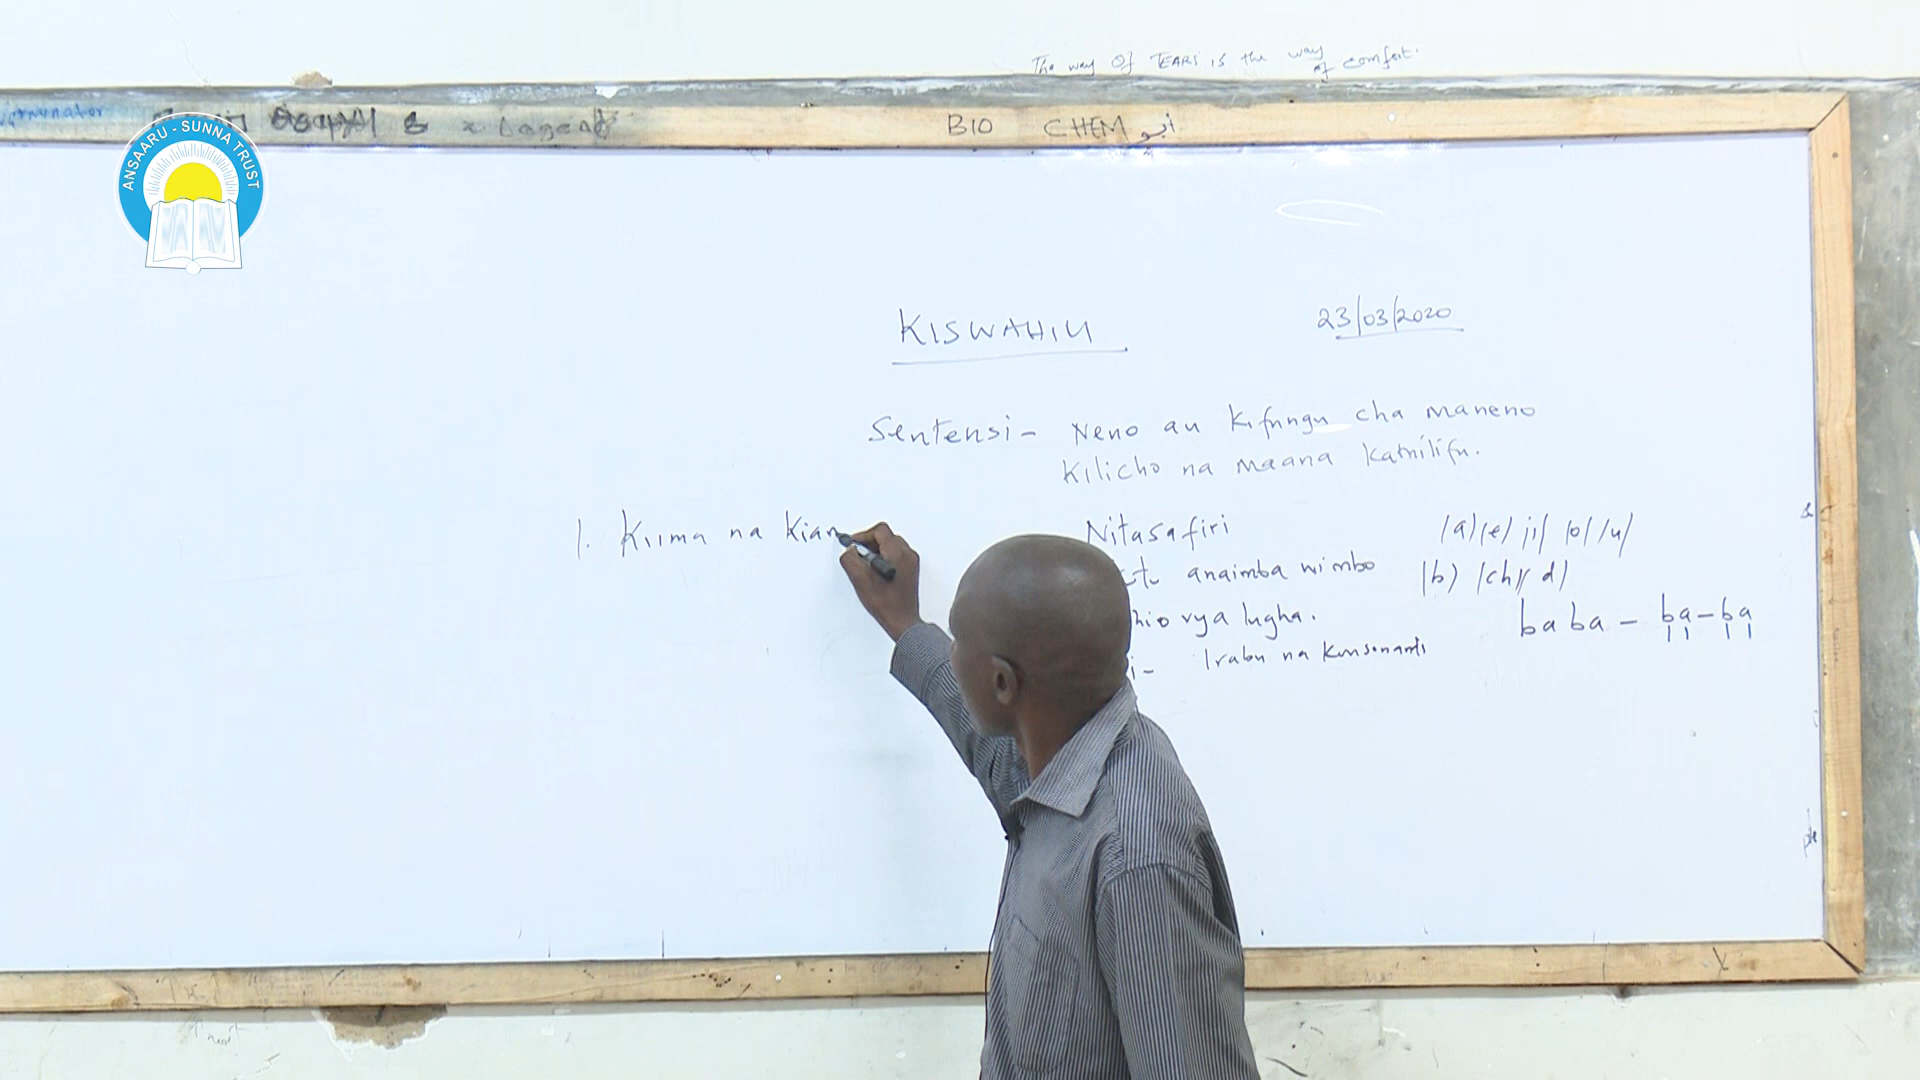 The way Of TEARS is the way of comfort.
BIO CHEM أبو
ANSAARU - SUNNA TRUST
KISWAHILI
23/03/2020
Sentensi - Neno au kifungu cha maneno
kilicho na maana kamilifu.
1. Kiima na kian
Nitasafiri
/a/ /e/ /i/ /o/ /u/
anaimba wimbo
/b/ /ch/ /d/
vya lugha.
baba - ba-ba
Irabu na konsonanti